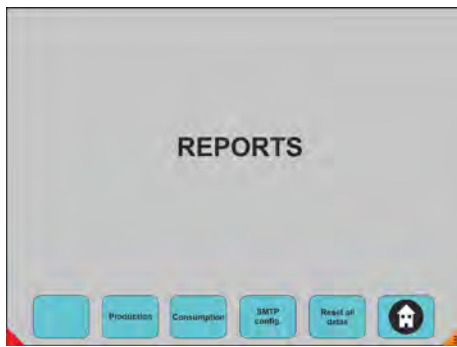 REPORTS
Production
Consumption
SMTP
config.
Reset all
datas